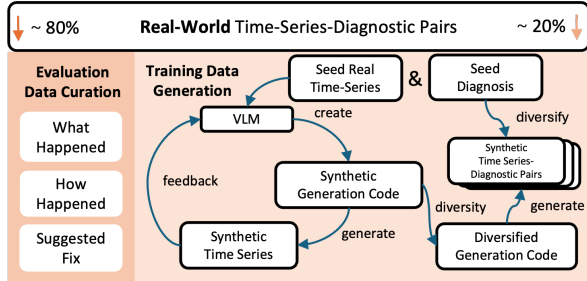 ~ 80%
Real-World Time-Series-Diagnostic Pairs
~ 20%
Evaluation
Data Curation
What
Happened
How
Happened
Suggested
Fix
Training Data
Generation
Seed Real
Time-Series
&
Seed
Diagnosis
VLM
create
diversify
Synthetic
Generation Code
Synthetic
Time Series-
Diagnostic Pairs
feedback
diversity
generate
generate
Synthetic
Time Series
Diversified
Generation Code